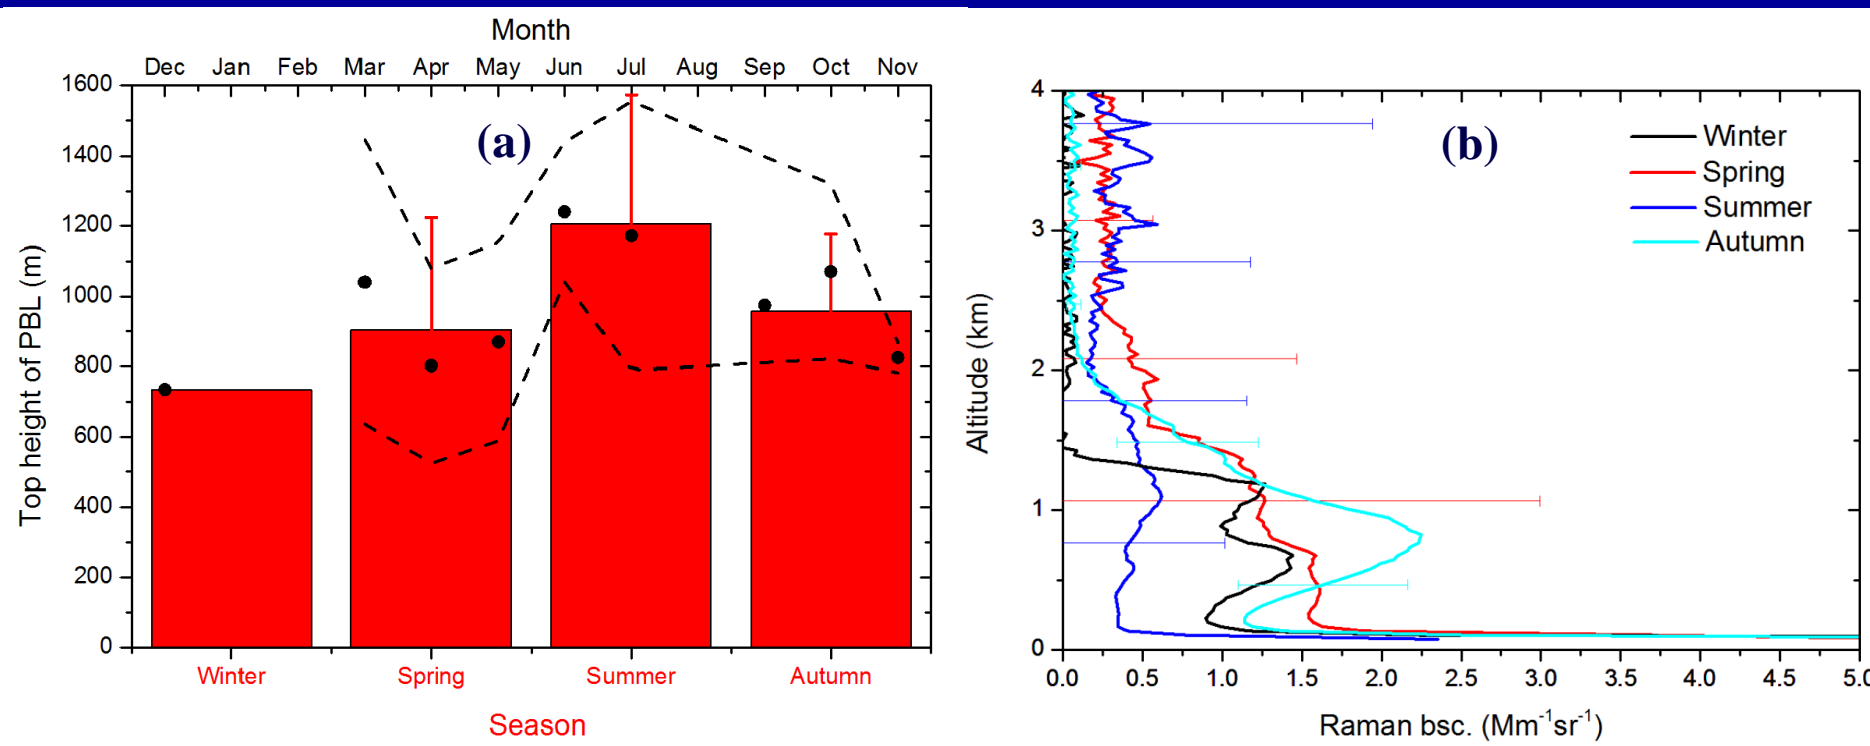 Month
Dec Jan Feb Mar Apr May Jun Jul Aug Sep Oct Nov
1600
1400
1200
1000
800
600
400
200
0
Top height of PBL (m)
(a)
Winter Spring Summer Autumn
Season
4
3
2
1
0
Altitude (km)
(b)
Winter
Spring
Summer
Autumn
0.0 0.5 1.0 1.5 2.0 2.5 3.0 3.5 4.0 4.5 5.0
Raman bsc. (Mm⁻¹sr⁻¹)